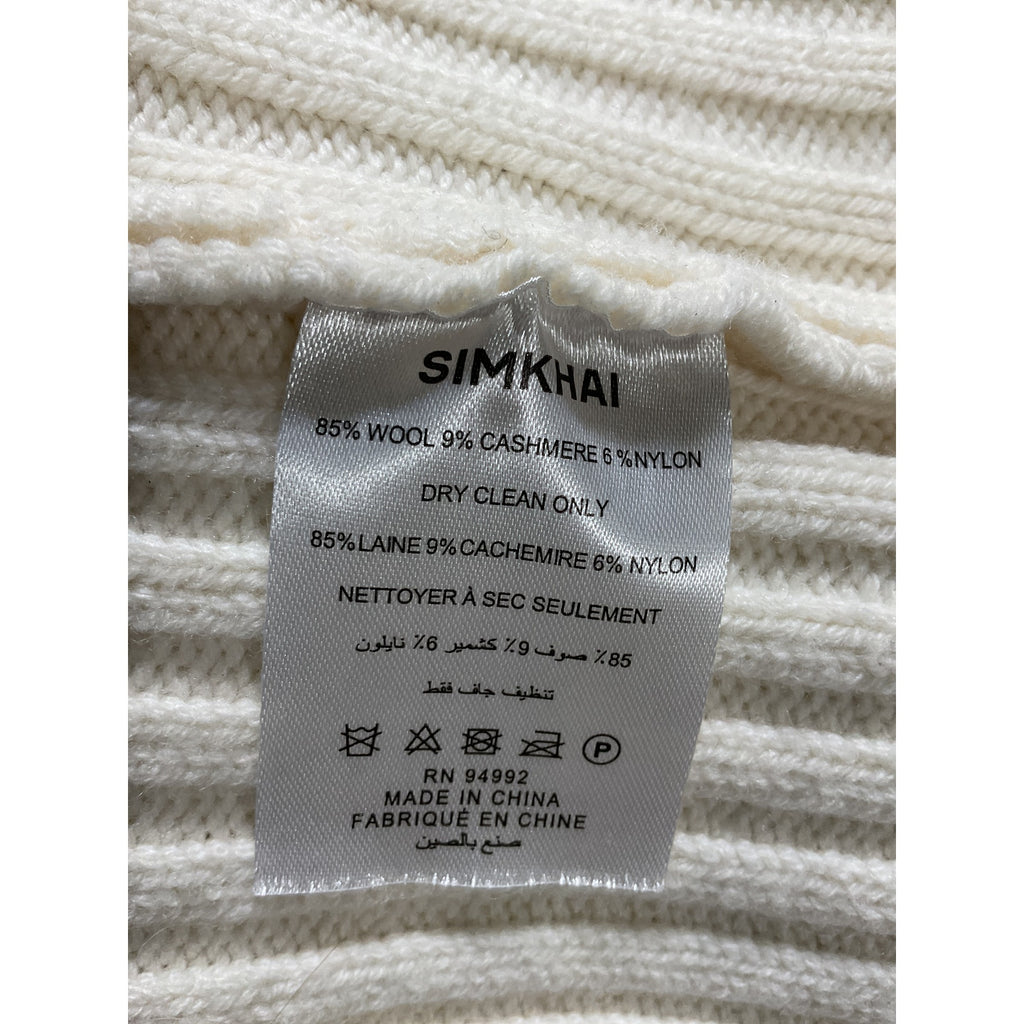 SIMKHAI
85% WOOL 9% CASHMERE 6 %NYLON
DRY CLEAN ONLY
85%LAINE 9%CACHEMIRE 6% NYLON
NETTOYER À SEC SEULEMENT
85٪ صوف 9٪ كشمير 6٪ نايلون
تنظيف جاف فقط
P
RN 94992
MADE IN CHINA
FABRIQUÉ EN CHINE
صنع بالصين